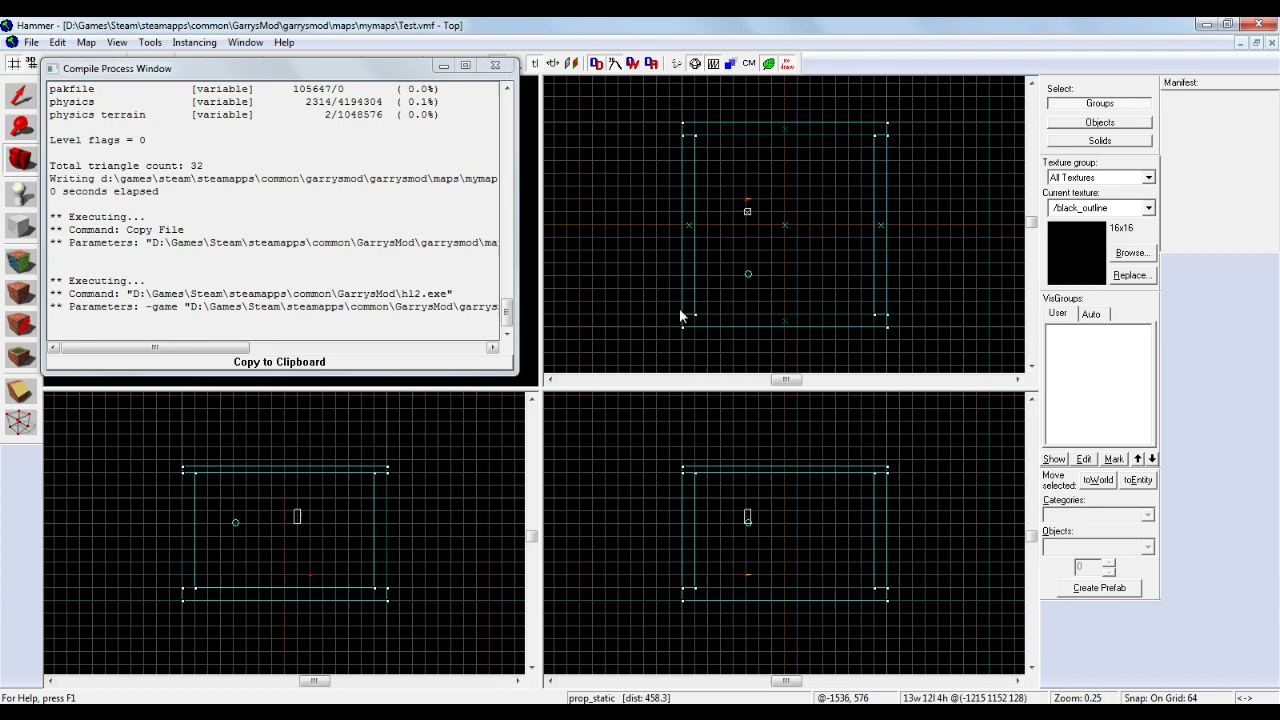 Hammer - [D:\Games\Steam\steamapps\common\GarrysMod\garrysmod\maps\mymaps\Test.vmf - Top]
File Edit Map View Tools Instancing Window Help
tl CM
Compile Process Window
pakfile [variable] 105647/0 ( 0.0%)
physics [variable] 2314/4194304 ( 0.1%)
physics terrain [variable] 2/1048576 ( 0.0%)
Level flags = 0
Total triangle count: 32
Writing d:\games\steam\steamapps\common\garrysmod\garrysmod\maps\mymap
0 seconds elapsed
** Executing...
** Command: Copy File
** Parameters: "D:\Games\Steam\steamapps\common\GarrysMod\garrysmod\ma
** Executing...
** Command: "D:\Games\Steam\steamapps\common\GarrysMod\hl2.exe"
** Parameters: -game "D:\Games\Steam\steamapps\common\GarrysMod\garrys
Copy to Clipboard
Select:
Groups
Objects
Solids
Texture group:
All Textures
Current texture:
/black_outline
16x16
Browse...
Replace...
VisGroups:
User Auto
Show Edit Mark
Move selected: toWorld toEntity
Categories:
Objects:
0
Create Prefab
Manifest:
For Help, press F1
prop_static [dist: 458.3]
@-1536, 576
13w 12l 4h @(-1215 1152 128)
Zoom: 0.25
Snap: On Grid: 64
<->